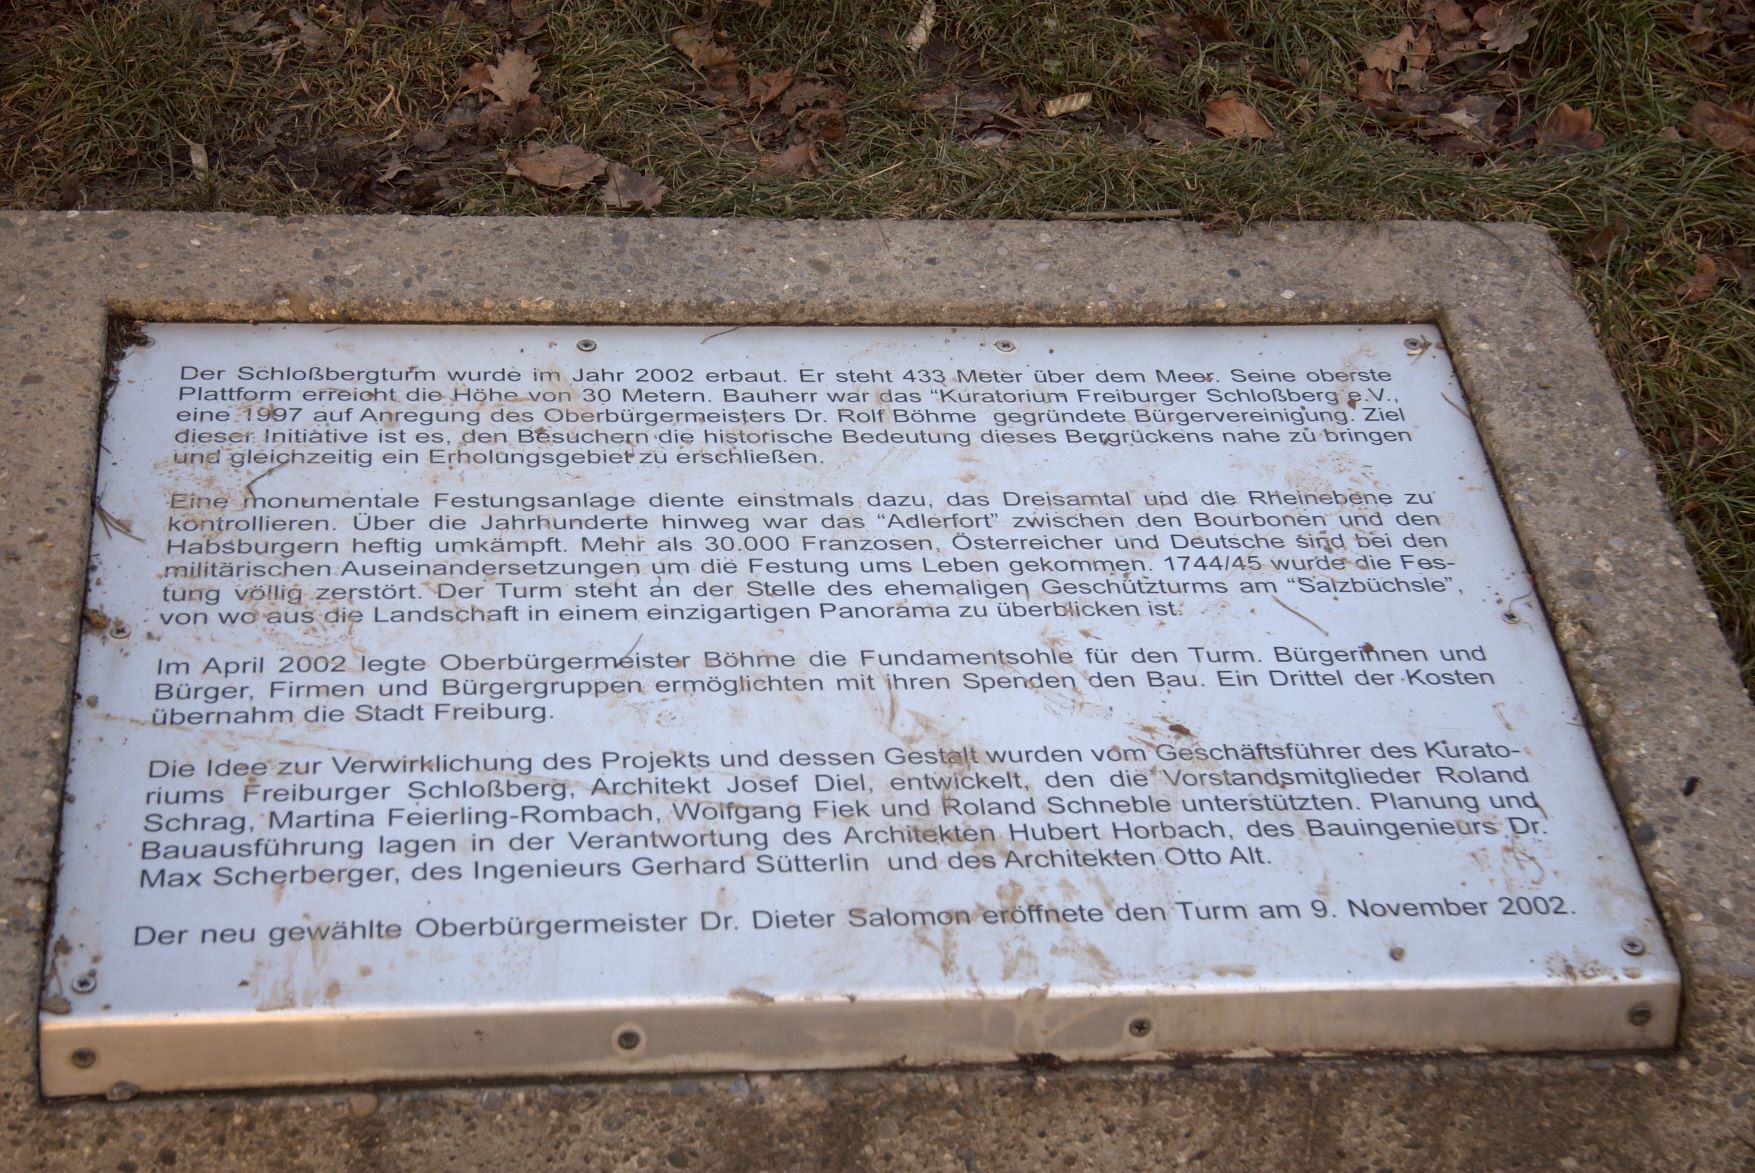 Der Schloßbergturm wurde im Jahr 2002 erbaut. Er steht 433 Meter über dem Meer. Seine oberste
Plattform erreicht die Höhe von 30 Metern. Bauherr war das “Kuratorium Freiburger Schloßberg e.V.,
eine 1997 auf Anregung des Oberbürgermeisters Dr. Rolf Böhme gegründete Bürgervereinigung. Ziel
dieser Initiative ist es, den Besuchern die historische Bedeutung dieses Bergrückens nahe zu bringen
und gleichzeitig ein Erholungsgebiet zu erschließen.
Eine monumentale Festungsanlage diente einstmals dazu, das Dreisamtal und die Rheinebene zu
kontrollieren. Über die Jahrhunderte hinweg war das “Adlerfort” zwischen den Bourbonen und den
Habsburgern heftig umkämpft. Mehr als 30.000 Franzosen, Österreicher und Deutsche sind bei den
militärischen Auseinandersetzungen um die Festung ums Leben gekommen. 1744/45 wurde die Fes-
tung völlig zerstört. Der Turm steht an der Stelle des ehemaligen Geschützturms am “Salzbüchsle”,
von wo aus die Landschaft in einem einzigartigen Panorama zu überblicken ist.
Im April 2002 legte Oberbürgermeister Böhme die Fundamentsohle für den Turm. Bürgerinnen und
Bürger, Firmen und Bürgergruppen ermöglichten mit ihren Spenden den Bau. Ein Drittel der Kosten
übernahm die Stadt Freiburg.
Die Idee zur Verwirklichung des Projekts und dessen Gestalt wurden vom Geschäftsführer des Kurato-
riums Freiburger Schloßberg, Architekt Josef Diel, entwickelt, den die Vorstandsmitglieder Roland
Schrag, Martina Feierling-Rombach, Wolfgang Fiek und Roland Schneble unterstützten. Planung und
Bauausführung lagen in der Verantwortung des Architekten Hubert Horbach, des Bauingenieurs Dr.
Max Scherberger, des Ingenieurs Gerhard Sütterlin und des Architekten Otto Alt.
Der neu gewählte Oberbürgermeister Dr. Dieter Salomon eröffnete den Turm am 9. November 2002.